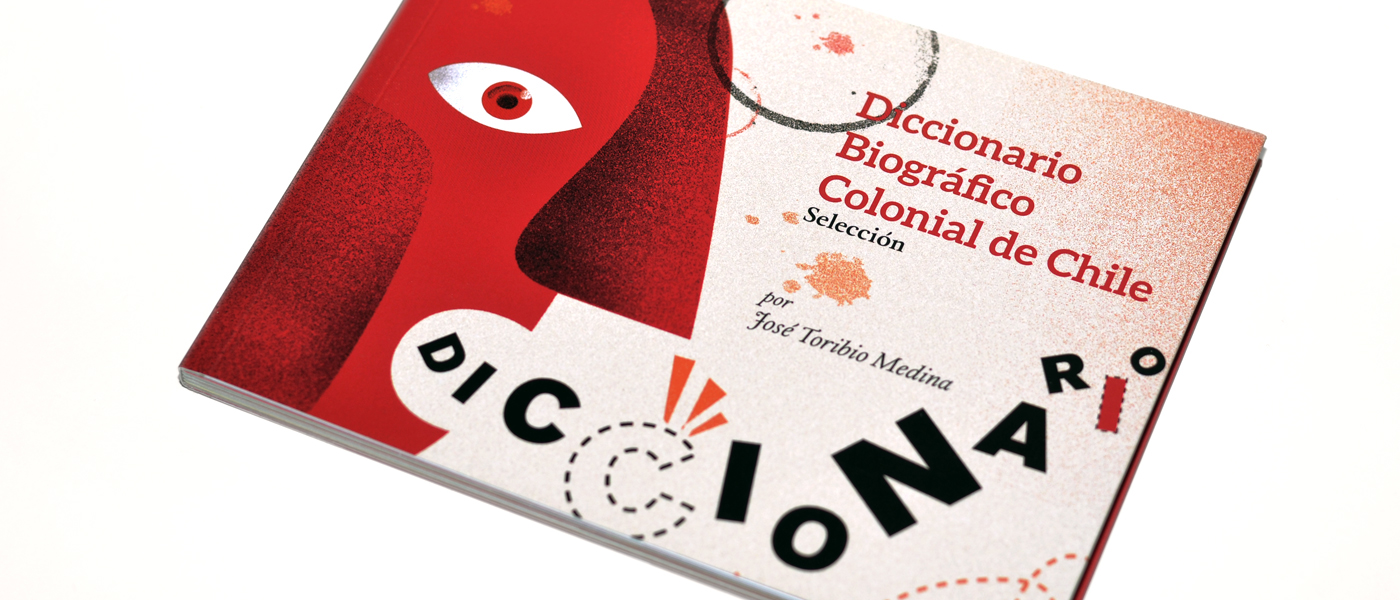 Diccionario
Biográfico
Colonial de Chile
Selección
por
José Toribio Medina
DICCIONARIO